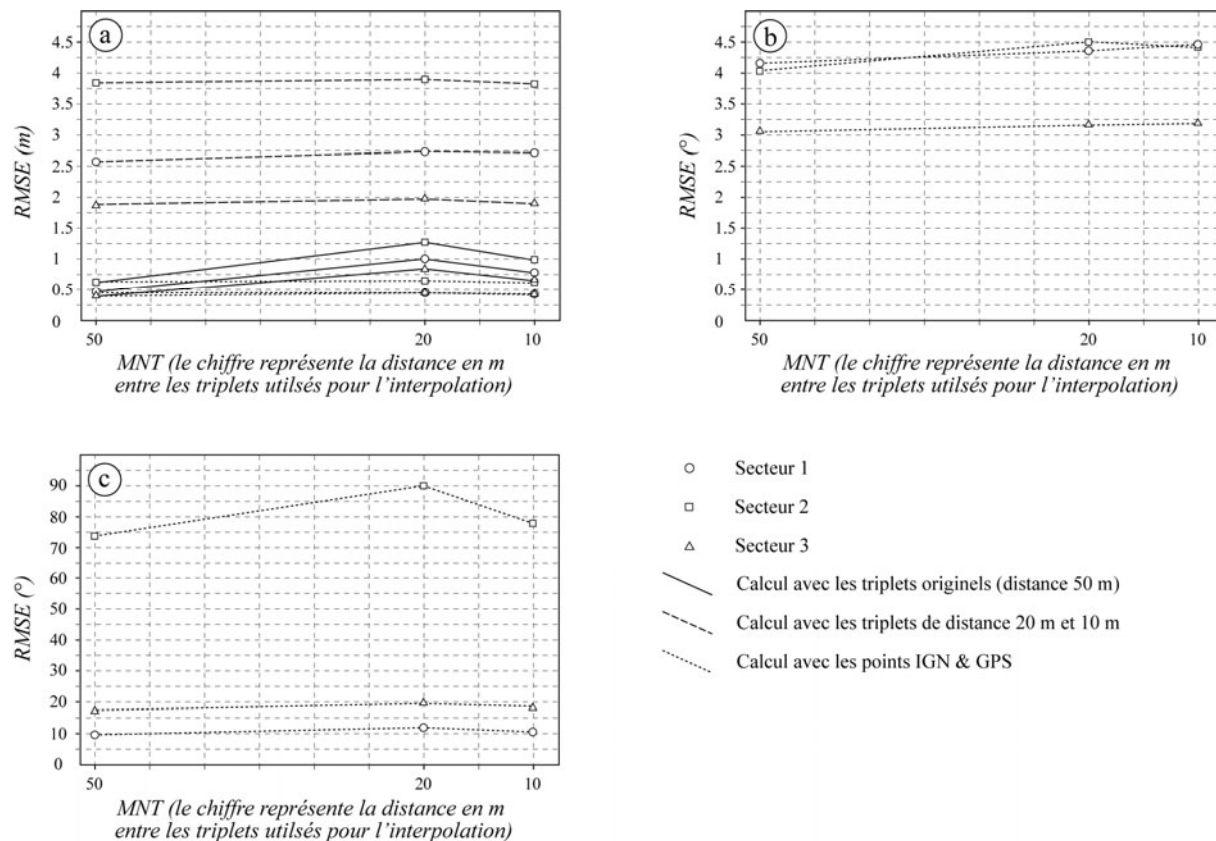 a
4.5
4
3.5
3
2.5
2
1.5
1
0.5
0
RMSE (m)
50
20
10
MNT (le chiffre représente la distance en m
entre les triplets utilsés pour l'interpolation)
b
4.5
4
3.5
3
2.5
2
1.5
1
0.5
0
RMSE (°)
50
20
10
MNT (le chiffre représente la distance en m
entre les triplets utilsés pour l'interpolation)
c
90
80
70
60
50
40
30
20
10
0
RMSE (°)
50
20
10
MNT (le chiffre représente la distance en m
entre les triplets utilsés pour l'interpolation)
Secteur 1
Secteur 2
Secteur 3
Calcul avec les triplets originels (distance 50 m)
Calcul avec les triplets de distance 20 m et 10 m
Calcul avec les points IGN & GPS